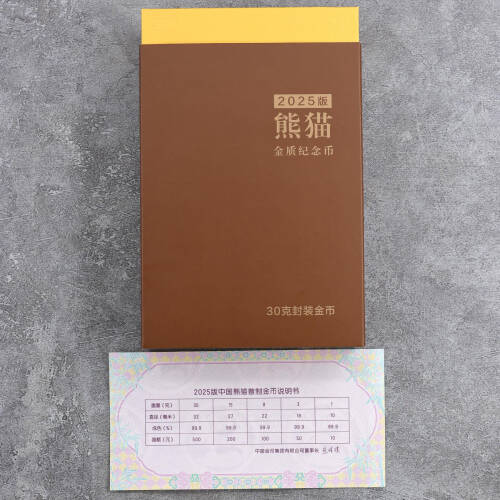 2025版
熊猫
金质纪念币
30克封装金币
2025版中国熊猫普制金币说明书
重量(克) 30 15 8 3 1
直径(毫米) 32 27 22 18 10
成色(%) 99.9 99.9 99.9 99.9 99.9
面额(元) 500 200 100 50 10
中国金币集团有限公司董事长